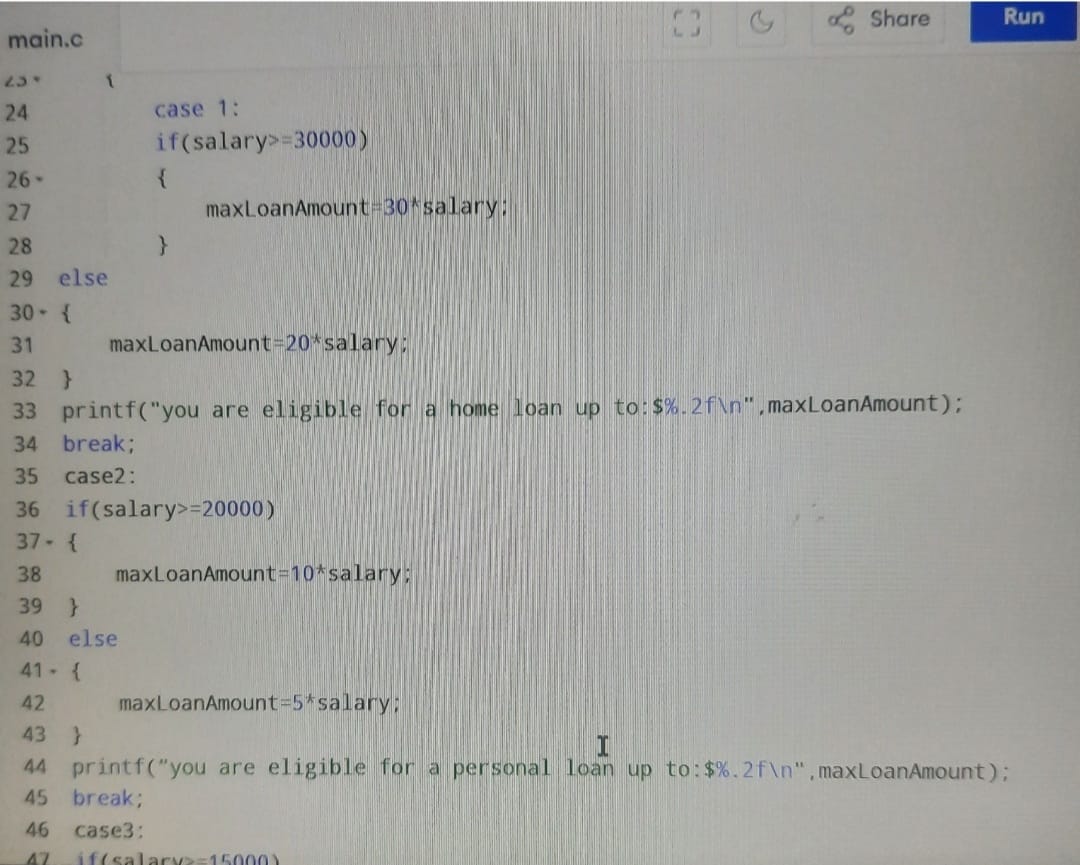 main.c
Share
Run
23 {
24 case 1:
25 if(salary>=30000)
26 {
27 maxLoanAmount=30*salary;
28 }
29 else
30 {
31 maxLoanAmount=20*salary;
32 }
33 printf("you are eligible for a home loan up to:$%.2f\n",maxLoanAmount);
34 break;
35 case2:
36 if(salary>=20000)
37 {
38 maxLoanAmount=10*salary;
39 }
40 else
41 {
42 maxLoanAmount=5*salary;
43 }
44 printf("you are eligible for a personal loan up to:$%.2f\n",maxLoanAmount);
45 break;
46 case3:
47 if(salary>=15000)